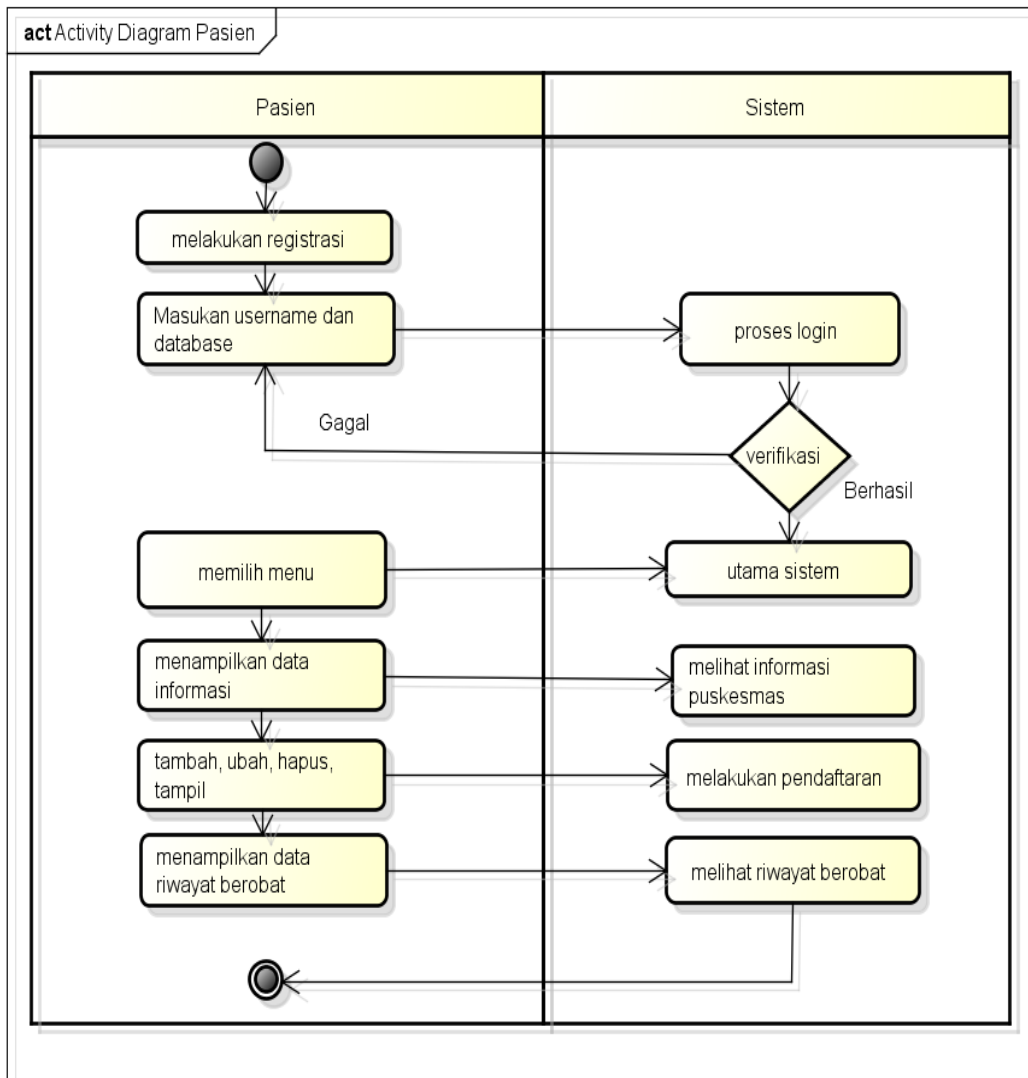 act Activity Diagram Pasien
Pasien
Sistem
melakukan registrasi
Masukan username dan
database
proses login
Gagal
verifikasi
Berhasil
memilih menu
utama sistem
menampilkan data
informasi
melihat informasi
puskesmas
tambah, ubah, hapus,
tampil
melakukan pendaftaran
menampilkan data
riwayat berobat
melihat riwayat berobat